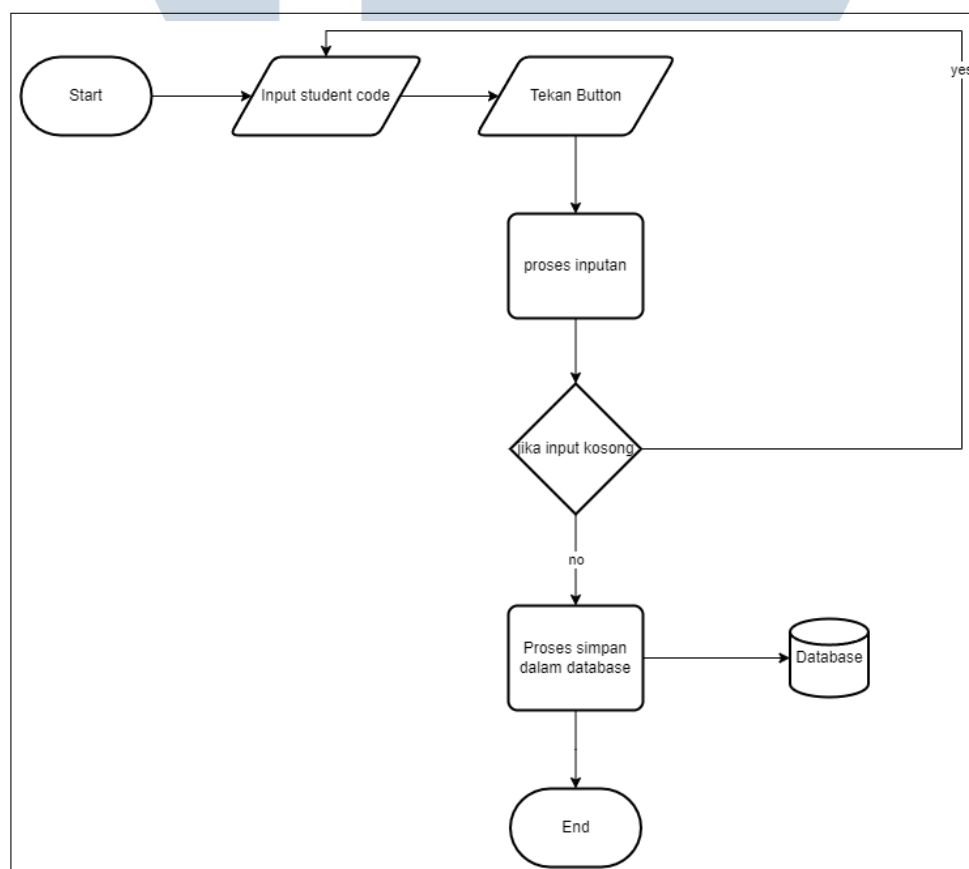 yes
Start
Input student code
Tekan Button
proses inputan
jika input kosong
no
Proses simpan
dalam database
Database
End